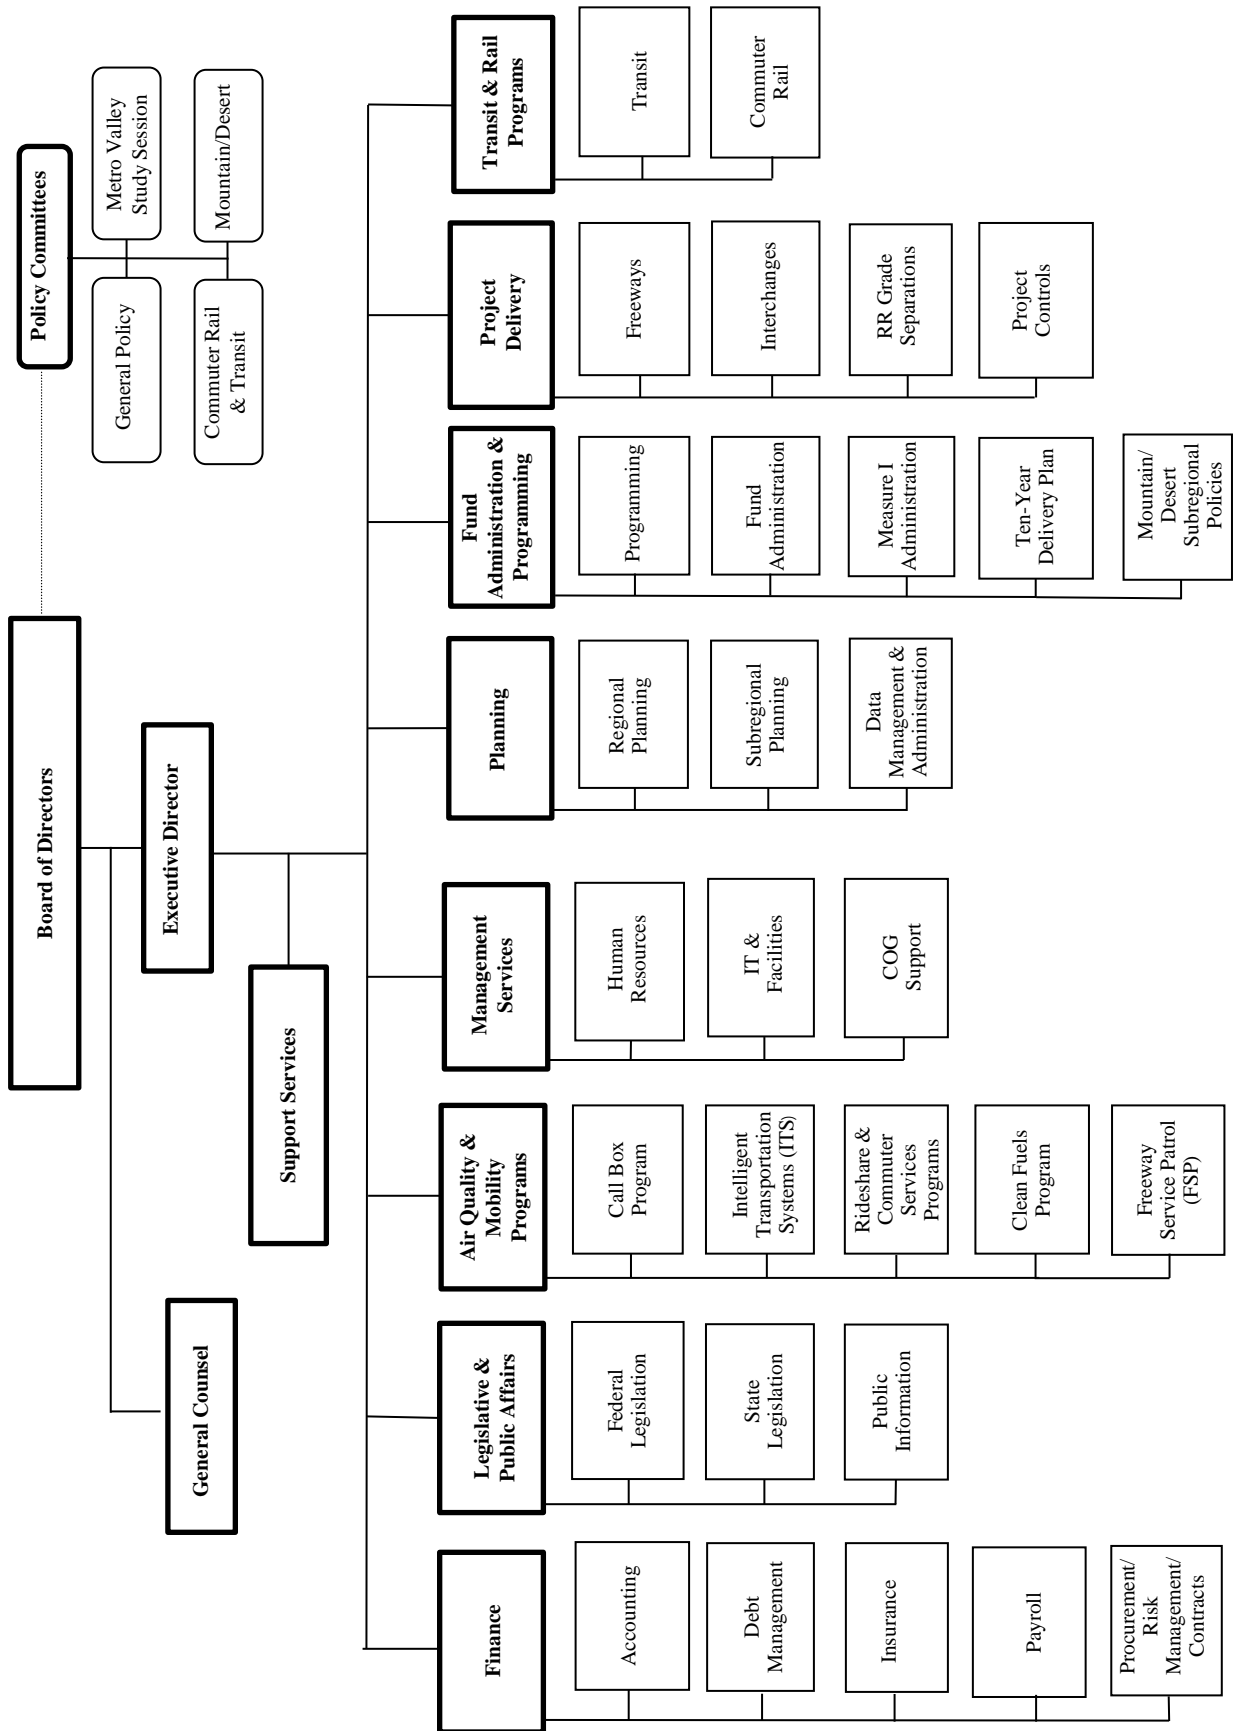 Board of Directors
Policy Committees
General Policy
Metro Valley
Study Session
Commuter Rail
& Transit
Mountain/Desert
General Counsel
Executive Director
Support Services
Finance
Accounting
Debt
Management
Insurance
Payroll
Procurement/
Risk
Management/
Contracts
Legislative &
Public Affairs
Federal
Legislation
State
Legislation
Public
Information
Air Quality &
Mobility
Programs
Call Box
Program
Intelligent
Transportation
Systems (ITS)
Rideshare &
Commuter
Services
Programs
Clean Fuels
Program
Freeway
Service Patrol
(FSP)
Management
Services
Human
Resources
IT &
Facilities
COG
Support
Planning
Regional
Planning
Subregional
Planning
Data
Management &
Administration
Fund
Administration &
Programming
Programming
Fund
Administration
Measure I
Administration
Ten-Year
Delivery Plan
Mountain/
Desert
Subregional
Policies
Project
Delivery
Freeways
Interchanges
RR Grade
Separations
Project
Controls
Transit & Rail
Programs
Transit
Commuter
Rail